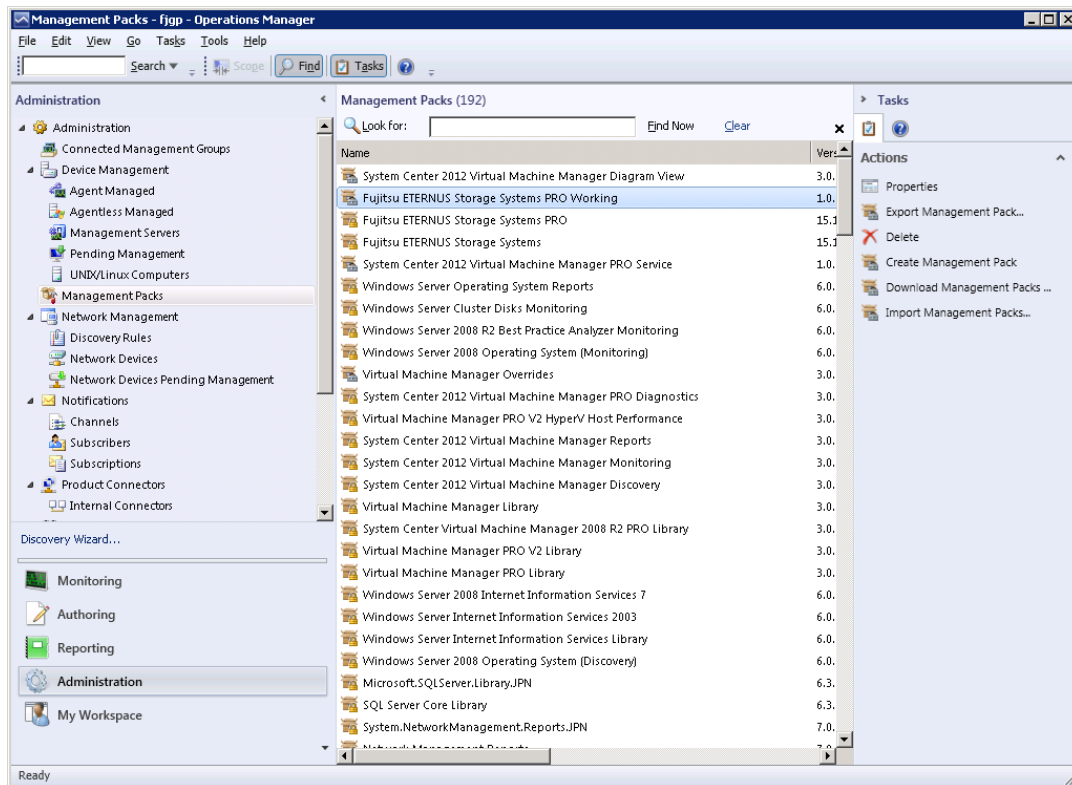 Management Packs - fjgp - Operations Manager
File Edit View Go Tasks Tools Help
Search Scope Find Tasks
Administration
Administration
Connected Management Groups
Device Management
Agent Managed
Agentless Managed
Management Servers
Pending Management
UNIX/Linux Computers
Management Packs
Network Management
Discovery Rules
Network Devices
Network Devices Pending Management
Notifications
Channels
Subscribers
Subscriptions
Product Connectors
Internal Connectors
Discovery Wizard...
Monitoring
Authoring
Reporting
Administration
My Workspace
Management Packs (192)
Look for: Find Now Clear
Name Vers
System Center 2012 Virtual Machine Manager Diagram View 3.0.
Fujitsu ETERNUS Storage Systems PRO Working 1.0.
Fujitsu ETERNUS Storage Systems PRO 15.1
Fujitsu ETERNUS Storage Systems 15.1
System Center 2012 Virtual Machine Manager PRO Service 1.0.
Windows Server Operating System Reports 6.0.
Windows Server Cluster Disks Monitoring 6.0.
Windows Server 2008 R2 Best Practice Analyzer Monitoring 6.0.
Windows Server 2008 Operating System (Monitoring) 6.0.
Virtual Machine Manager Overrides 3.0.
System Center 2012 Virtual Machine Manager PRO Diagnostics 3.0.
Virtual Machine Manager PRO V2 HyperV Host Performance 3.0.
System Center 2012 Virtual Machine Manager Reports 3.0.
System Center 2012 Virtual Machine Manager Monitoring 3.0.
System Center 2012 Virtual Machine Manager Discovery 3.0.
Virtual Machine Manager Library 3.0.
System Center Virtual Machine Manager 2008 R2 PRO Library 3.0.
Virtual Machine Manager PRO V2 Library 3.0.
Virtual Machine Manager PRO Library 3.0.
Windows Server 2008 Internet Information Services 7 6.0.
Windows Server Internet Information Services 2003 6.0.
Windows Server Internet Information Services Library 6.0.
Windows Server 2008 Operating System (Discovery) 6.0.
Microsoft.SQLServer.Library.JPN 6.3.
SQL Server Core Library 6.3.
System.NetworkManagement.Reports.JPN 7.0.
Tasks
Actions
Properties
Export Management Pack...
Delete
Create Management Pack
Download Management Packs ...
Import Management Packs...
Ready